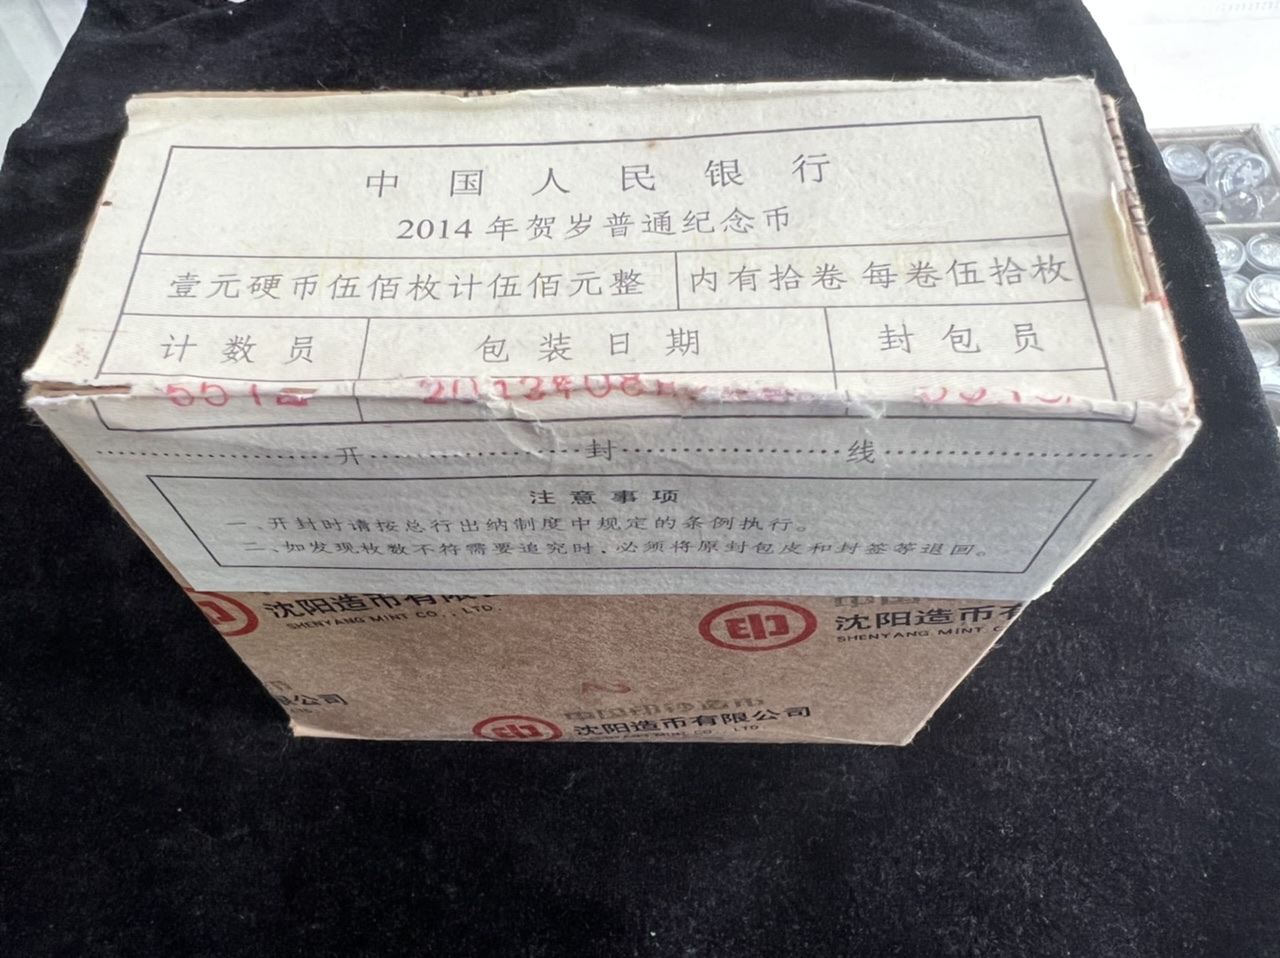 中国人民银行
2014年贺岁普通纪念币
壹元硬币伍佰枚计伍佰元整 内有拾卷 每卷伍拾枚
计数员 包装日期 封包员
开封线
注意事项
一、开封时请按总行出纳制度中规定的条例执行。
二、如发现枚数不符需要追究时，必须将原封包皮和封签等退回。
沈阳造币有限
SHENYANG MINT CO., LTD.
沈阳造币有
SHENYANG MINT
公司
沈阳造币有限公司